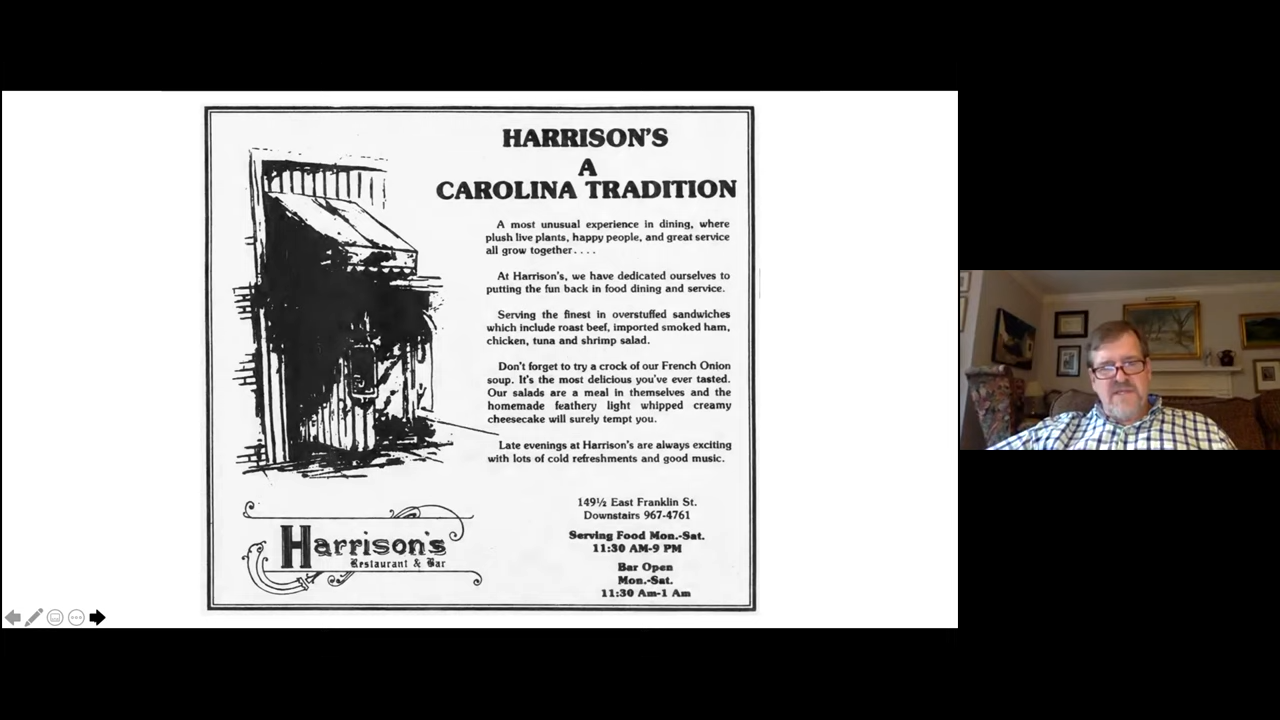 HARRISON'S
A
CAROLINA TRADITION
A most unusual experience in dining, where
plush live plants, happy people, and great service
all grow together . . . .
At Harrison's, we have dedicated ourselves to
putting the fun back in food dining and service.
Serving the finest in overstuffed sandwiches
which include roast beef, imported smoked ham,
chicken, tuna and shrimp salad.
Don't forget to try a crock of our French Onion
soup. It's the most delicious you've ever tasted.
Our salads are a meal in themselves and the
homemade feathery light whipped creamy
cheesecake will surely tempt you.
Late evenings at Harrison's are always exciting
with lots of cold refreshments and good music.
149½ East Franklin St.
Downstairs 967-4761
Serving Food Mon.-Sat.
11:30 AM-9 PM
Bar Open
Mon.-Sat.
11:30 Am-1 Am
Harrison's
Restaurant & Bar